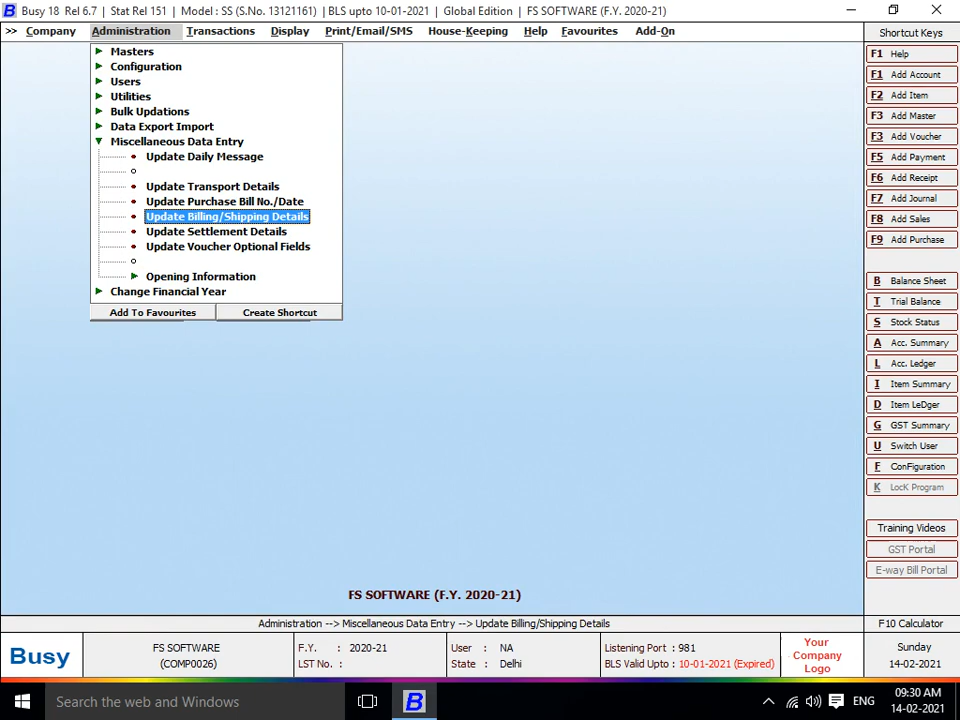 B Busy 18 Rel 6.7 | Stat Rel 151 | Model : SS (S.No. 13121161) | BLS upto 10-01-2021 | Global Edition | FS SOFTWARE (F.Y. 2020-21)
>> Company Administration Transactions Display Print/Email/SMS House-Keeping Help Favourites Add-On
Masters
Configuration
Users
Utilities
Bulk Updations
Data Export Import
Miscellaneous Data Entry
Update Daily Message
Update Transport Details
Update Purchase Bill No./Date
Update Billing/Shipping Details
Update Settlement Details
Update Voucher Optional Fields
Opening Information
Change Financial Year
Add To Favourites Create Shortcut
Shortcut Keys
F1 Help
F1 Add Account
F2 Add Item
F3 Add Master
F3 Add Voucher
F5 Add Payment
F6 Add Receipt
F7 Add Journal
F8 Add Sales
F9 Add Purchase
B Balance Sheet
T Trial Balance
S Stock Status
A Acc. Summary
L Acc. Ledger
I Item Summary
D Item LeDger
G GST Summary
U Switch User
F ConFiguration
K LocK Program
Training Videos
GST Portal
E-way Bill Portal
FS SOFTWARE (F.Y. 2020-21)
Administration --> Miscellaneous Data Entry --> Update Billing/Shipping Details
F10 Calculator
Busy
FS SOFTWARE
(COMP0026)
F.Y. : 2020-21
LST No. :
User : NA
State : Delhi
Listening Port : 981
BLS Valid Upto : 10-01-2021 (Expired)
Your
Company
Logo
Sunday
14-02-2021
Search the web and Windows
B
ENG
09:30 AM
14-02-2021